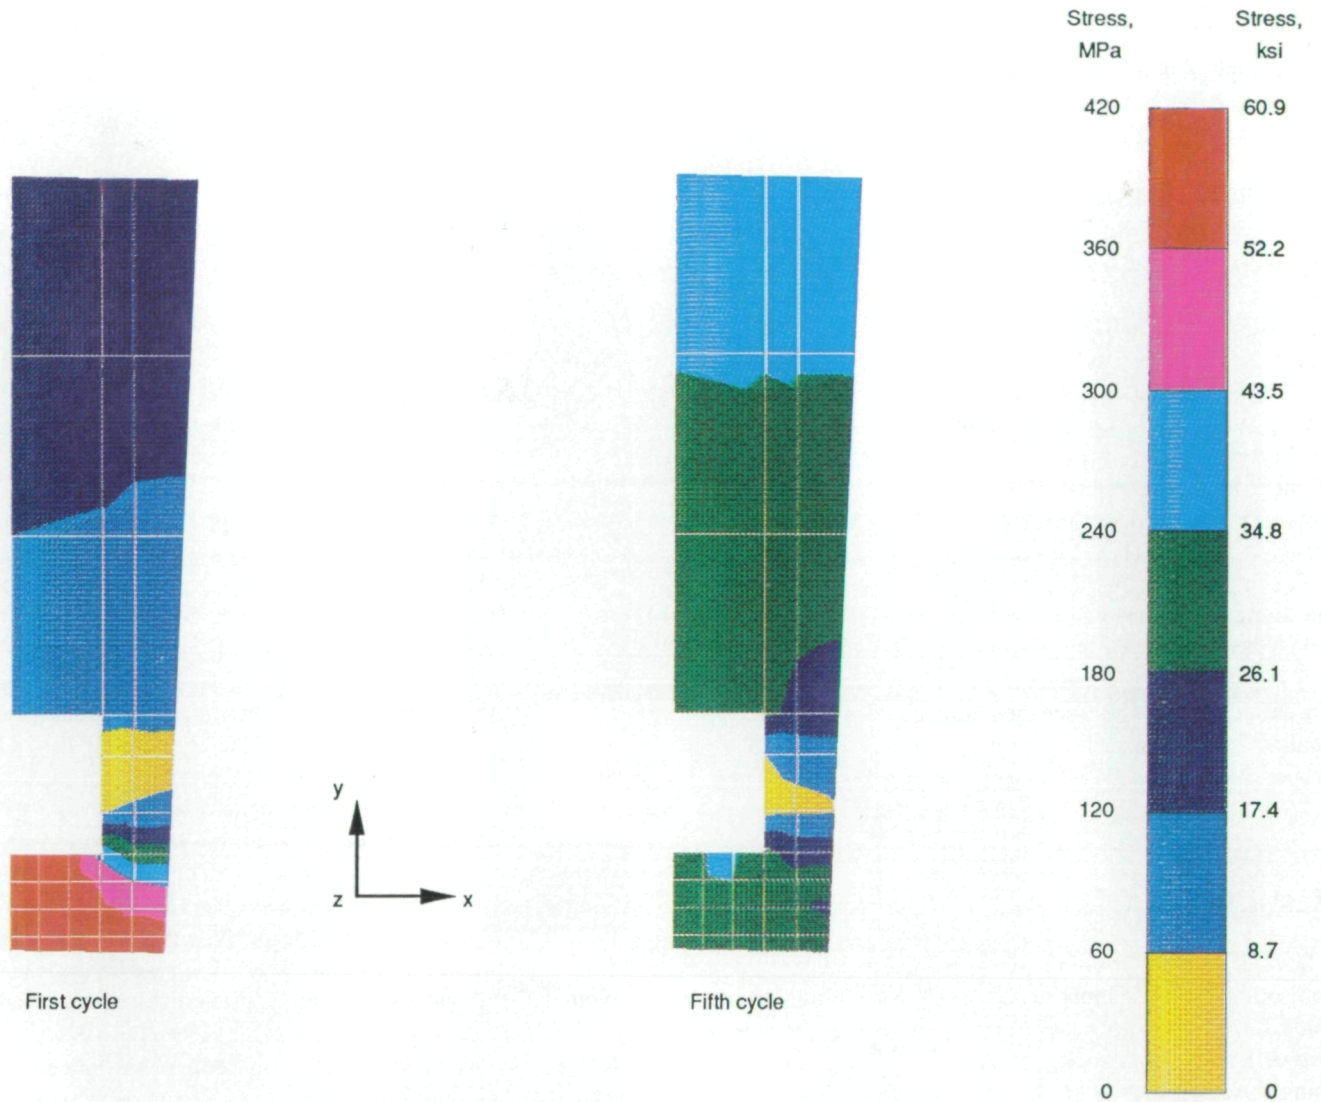 Stress,
MPa
Stress,
ksi
420
60.9
360
52.2
300
43.5
240
34.8
180
26.1
120
17.4
60
8.7
0
0
y
z
x
First cycle
Fifth cycle